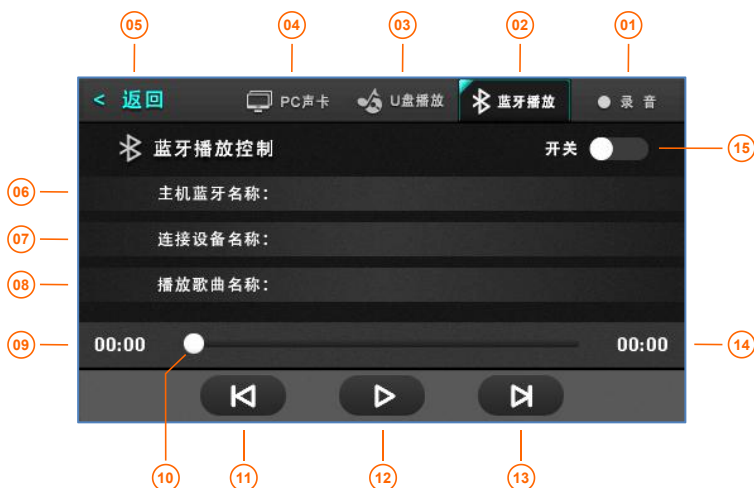 05 04 03 02 01
< 返回 PC声卡 U盘播放 蓝牙播放 录 音
蓝牙播放控制 开关 15
06 主机蓝牙名称：
07 连接设备名称：
08 播放歌曲名称：
09 00:00 00:00 14
10 11 12 13